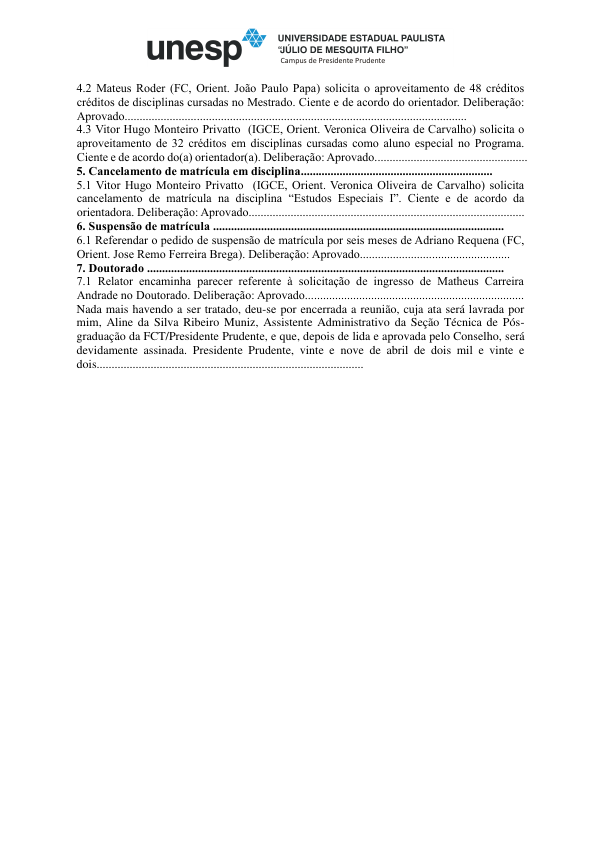 unesp
UNIVERSIDADE ESTADUAL PAULISTA
“JÚLIO DE MESQUITA FILHO”
Campus de Presidente Prudente
4.2 Mateus Roder (FC, Orient. João Paulo Papa) solicita o aproveitamento de 48 créditos
créditos de disciplinas cursadas no Mestrado. Ciente e de acordo do orientador. Deliberação:
Aprovado..................................................................................................................
4.3 Vitor Hugo Monteiro Privatto (IGCE, Orient. Veronica Oliveira de Carvalho) solicita o
aproveitamento de 32 créditos em disciplinas cursadas como aluno especial no Programa.
Ciente e de acordo do(a) orientador(a). Deliberação: Aprovado...................................................
5. Cancelamento de matrícula em disciplina................................................................
5.1 Vitor Hugo Monteiro Privatto (IGCE, Orient. Veronica Oliveira de Carvalho) solicita
cancelamento de matrícula na disciplina “Estudos Especiais I”. Ciente e de acordo da
orientadora. Deliberação: Aprovado............................................................................................
6. Suspensão de matrícula .................................................................................................
6.1 Referendar o pedido de suspensão de matrícula por seis meses de Adriano Requena (FC,
Orient. Jose Remo Ferreira Brega). Deliberação: Aprovado..................................................
7. Doutorado .......................................................................................................................
7.1 Relator encaminha parecer referente à solicitação de ingresso de Matheus Carreira
Andrade no Doutorado. Deliberação: Aprovado.........................................................................
Nada mais havendo a ser tratado, deu-se por encerrada a reunião, cuja ata será lavrada por
mim, Aline da Silva Ribeiro Muniz, Assistente Administrativo da Seção Técnica de Pós-
graduação da FCT/Presidente Prudente, e que, depois de lida e aprovada pelo Conselho, será
devidamente assinada. Presidente Prudente, vinte e nove de abril de dois mil e vinte e
dois.........................................................................................